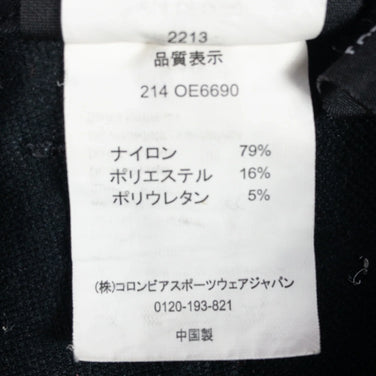 2213
品質表示
214 OE6690
ナイロン 79%
ポリエステル 16%
ポリウレタン 5%
(株)コロンビアスポーツウェアジャパン
0120-193-821
中国製